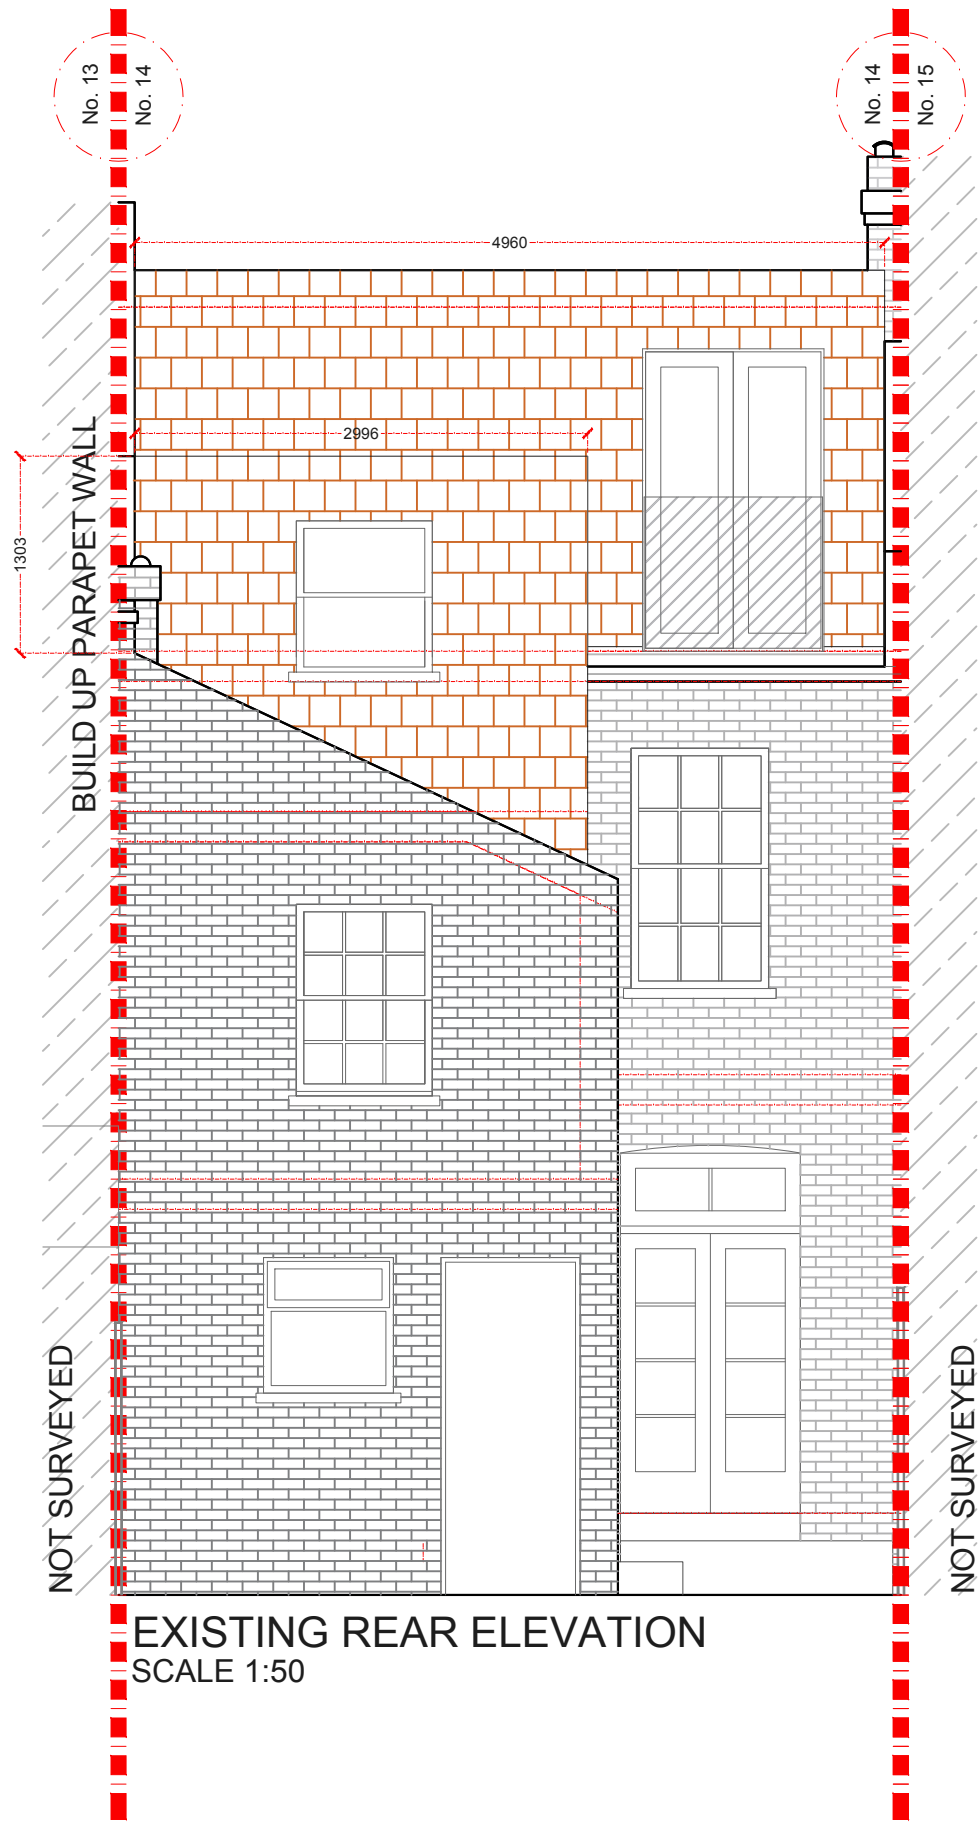 No. 13
No. 14
No. 14
No. 15
4960
2996
1303
BUILD UP PARAPET WALL
NOT SURVEYED
NOT SURVEYED
EXISTING REAR ELEVATION
SCALE 1:50